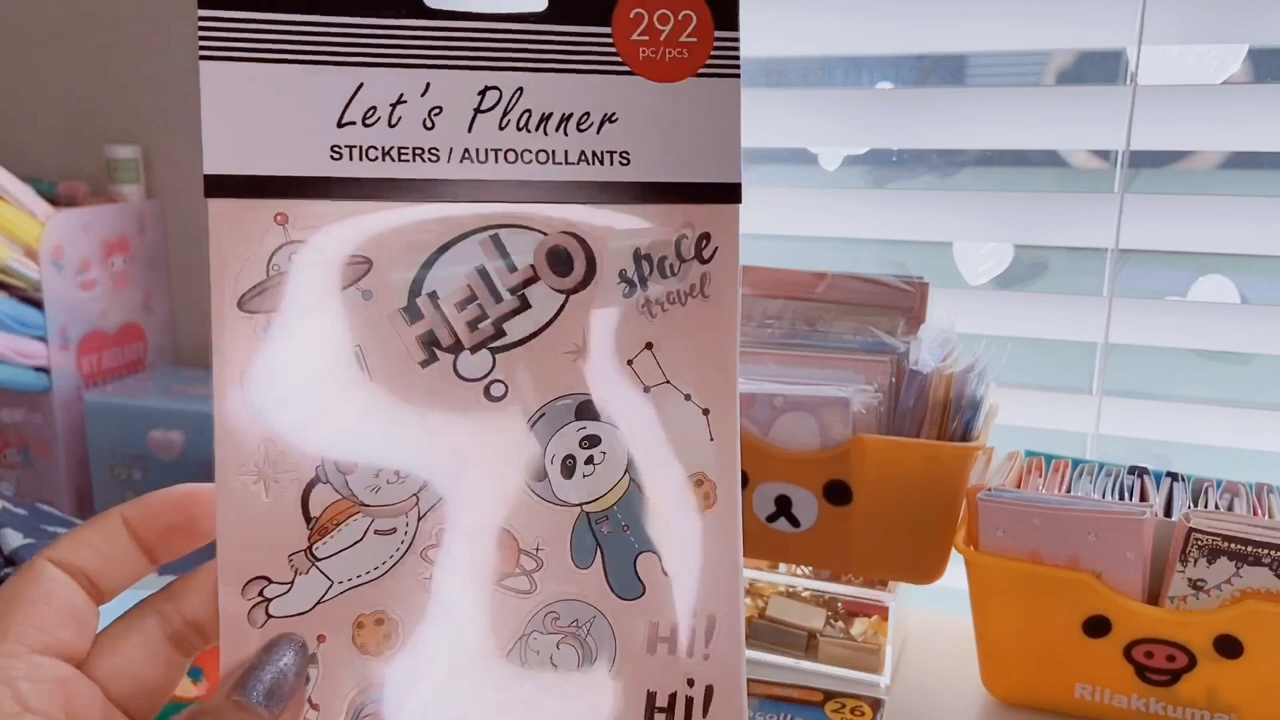 292
pc/pcs
Let's Planner
STICKERS / AUTOCOLLANTS
HELLO
space
travel
MY MELODY
Hi!
Hi!
Rilakkuma
26